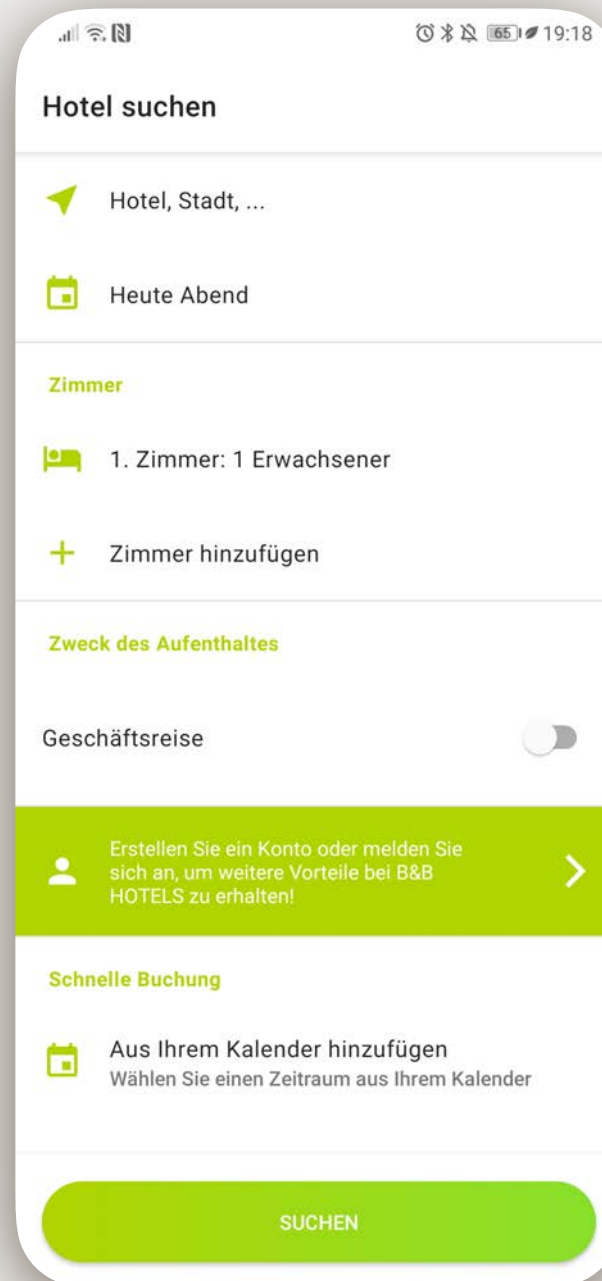 65 19:18
Hotel suchen
Hotel, Stadt, ...
Heute Abend
Zimmer
1. Zimmer: 1 Erwachsener
Zimmer hinzufügen
Zweck des Aufenthaltes
Geschäftsreise
Erstellen Sie ein Konto oder melden Sie
sich an, um weitere Vorteile bei B&B
HOTELS zu erhalten!
Schnelle Buchung
Aus Ihrem Kalender hinzufügen
Wählen Sie einen Zeitraum aus Ihrem Kalender
SUCHEN